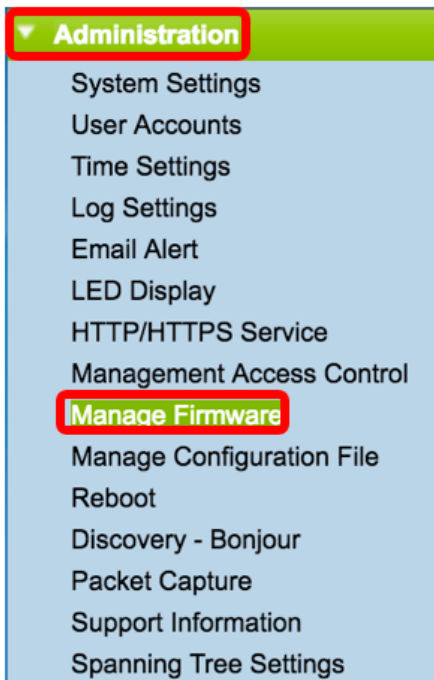 Administration
System Settings
User Accounts
Time Settings
Log Settings
Email Alert
LED Display
HTTP/HTTPS Service
Management Access Control
Manage Firmware
Manage Configuration File
Reboot
Discovery - Bonjour
Packet Capture
Support Information
Spanning Tree Settings